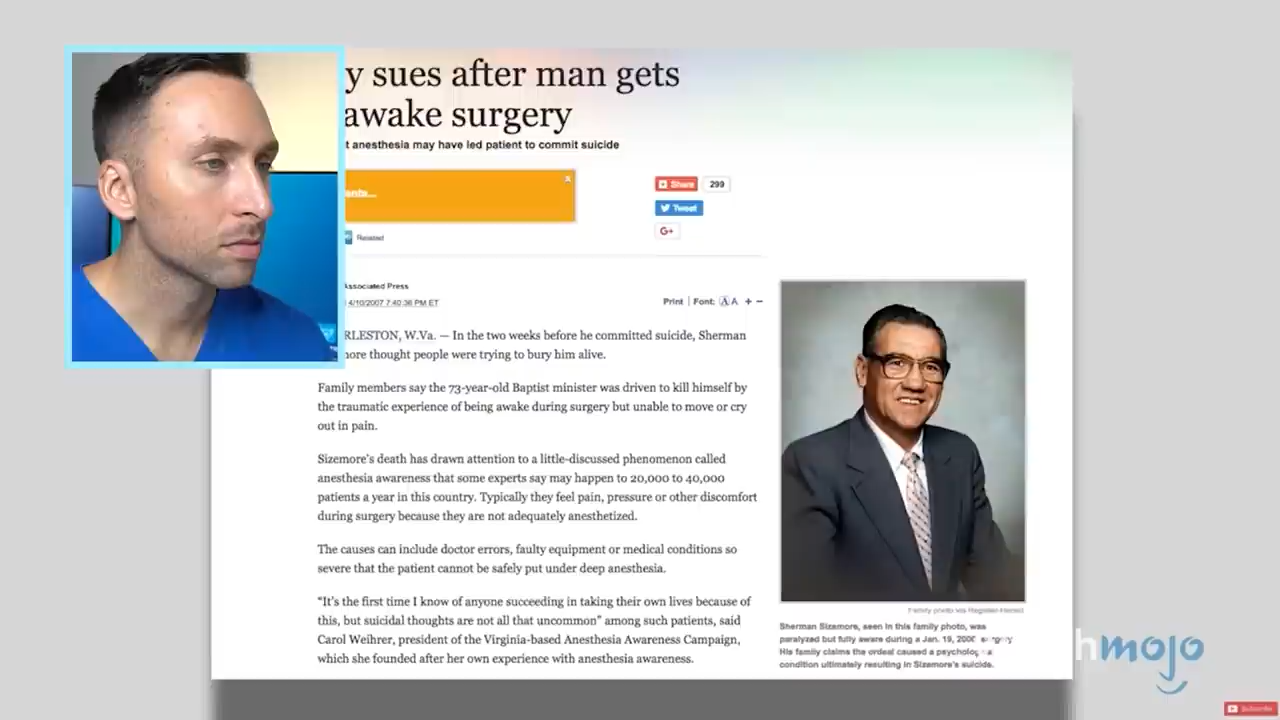 y sues after man gets
awake surgery
t anesthesia may have led patient to commit suicide
Share 299
Tweet
G+
Related
Associated Press
4/10/2007 7:40:36 PM ET
Print | Font: A A + −
RLESTON, W.Va. — In the two weeks before he committed suicide, Sherman
more thought people were trying to bury him alive.
Family members say the 73-year-old Baptist minister was driven to kill himself by
the traumatic experience of being awake during surgery but unable to move or cry
out in pain.
Sizemore's death has drawn attention to a little-discussed phenomenon called
anesthesia awareness that some experts say may happen to 20,000 to 40,000
patients a year in this country. Typically they feel pain, pressure or other discomfort
during surgery because they are not adequately anesthetized.
The causes can include doctor errors, faulty equipment or medical conditions so
severe that the patient cannot be safely put under deep anesthesia.
“It's the first time I know of anyone succeeding in taking their own lives because of
this, but suicidal thoughts are not all that uncommon” among such patients, said
Carol Weihrer, president of the Virginia-based Anesthesia Awareness Campaign,
which she founded after her own experience with anesthesia awareness.
Family photo via Register-Herald
Sherman Sizemore, seen in this family photo, was
paralyzed but fully aware during a Jan. 19, 2006 surgery
His family claims the ordeal caused a psychological
condition ultimately resulting in Sizemore's suicide.
hmojo
Subscribe